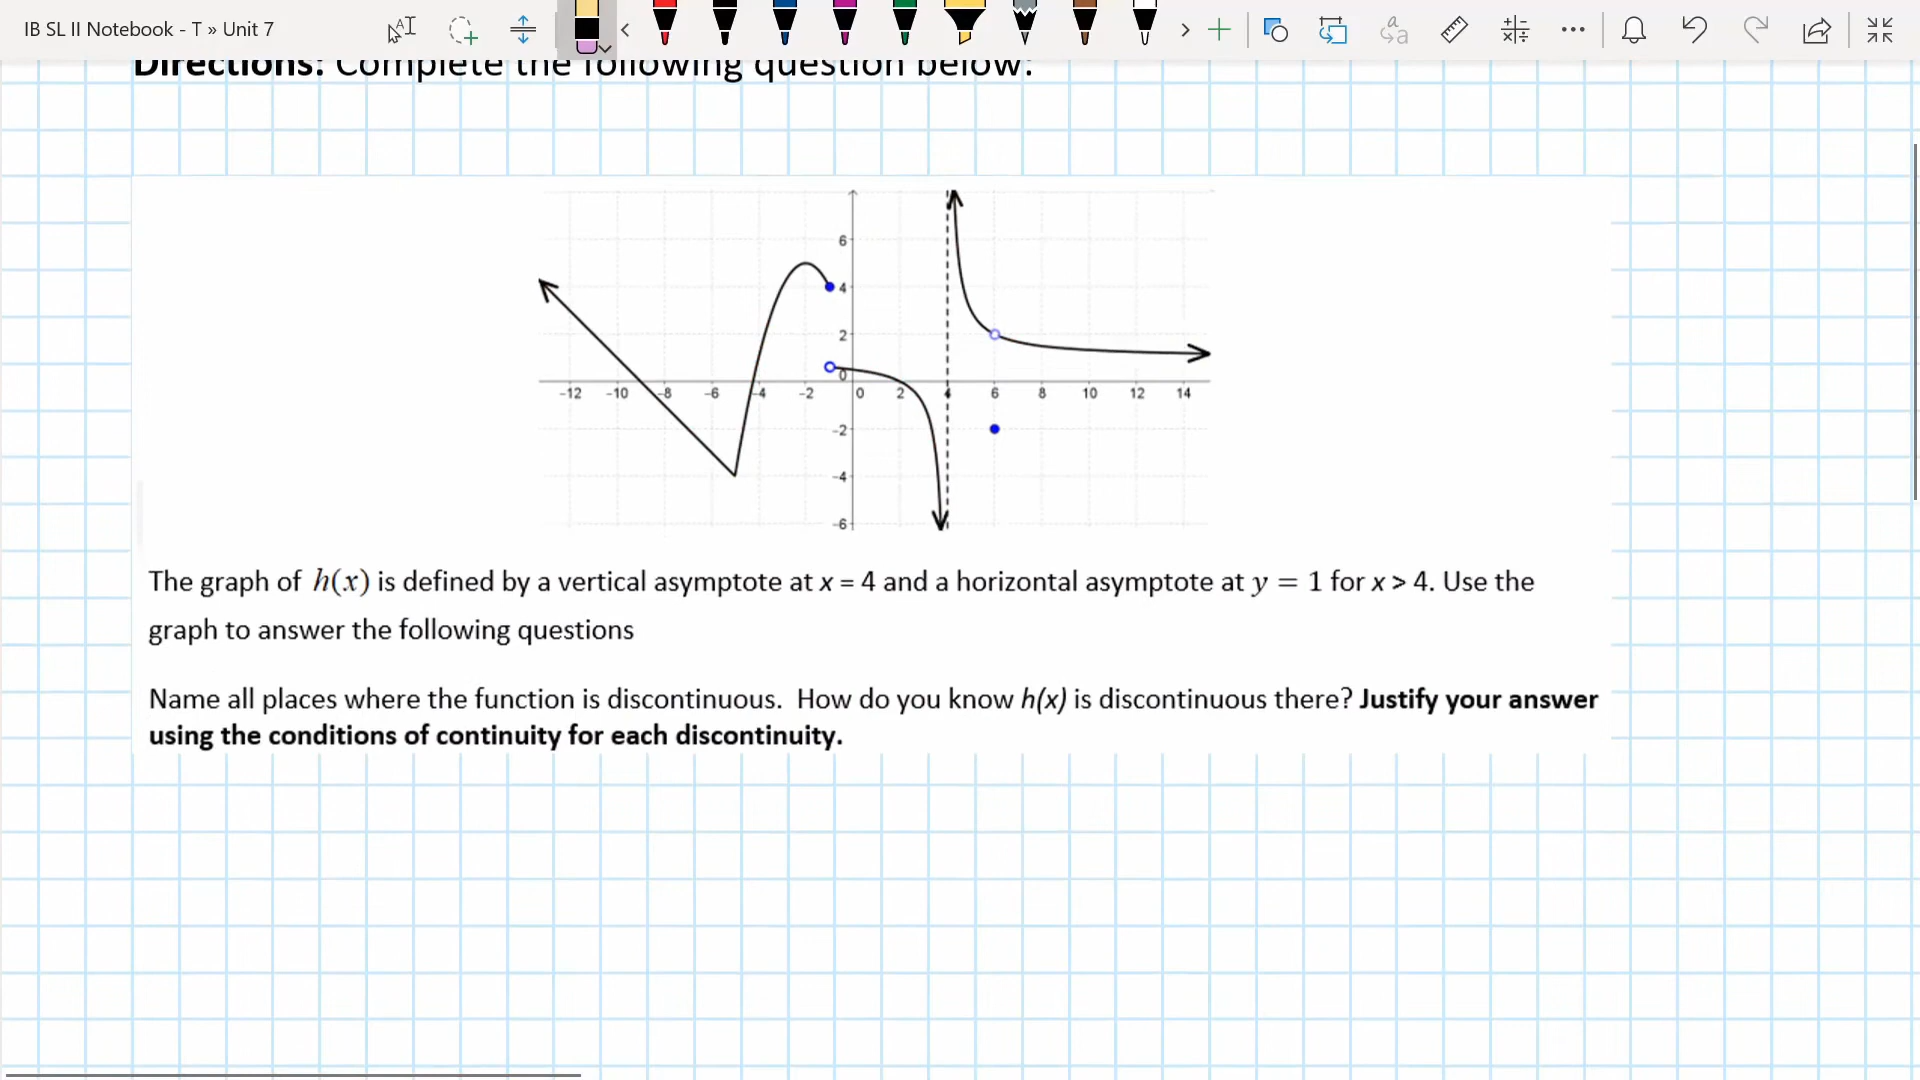 IB SL II Notebook - T » Unit 7
Directions: Complete the following question below:
6
4
2
0
-12 -10 -8 -6 -4 -2 0 2 4 6 8 10 12 14
-2
-4
-6
The graph of h(x) is defined by a vertical asymptote at x = 4 and a horizontal asymptote at y = 1 for x > 4. Use the
graph to answer the following questions
Name all places where the function is discontinuous. How do you know h(x) is discontinuous there? Justify your answer
using the conditions of continuity for each discontinuity.